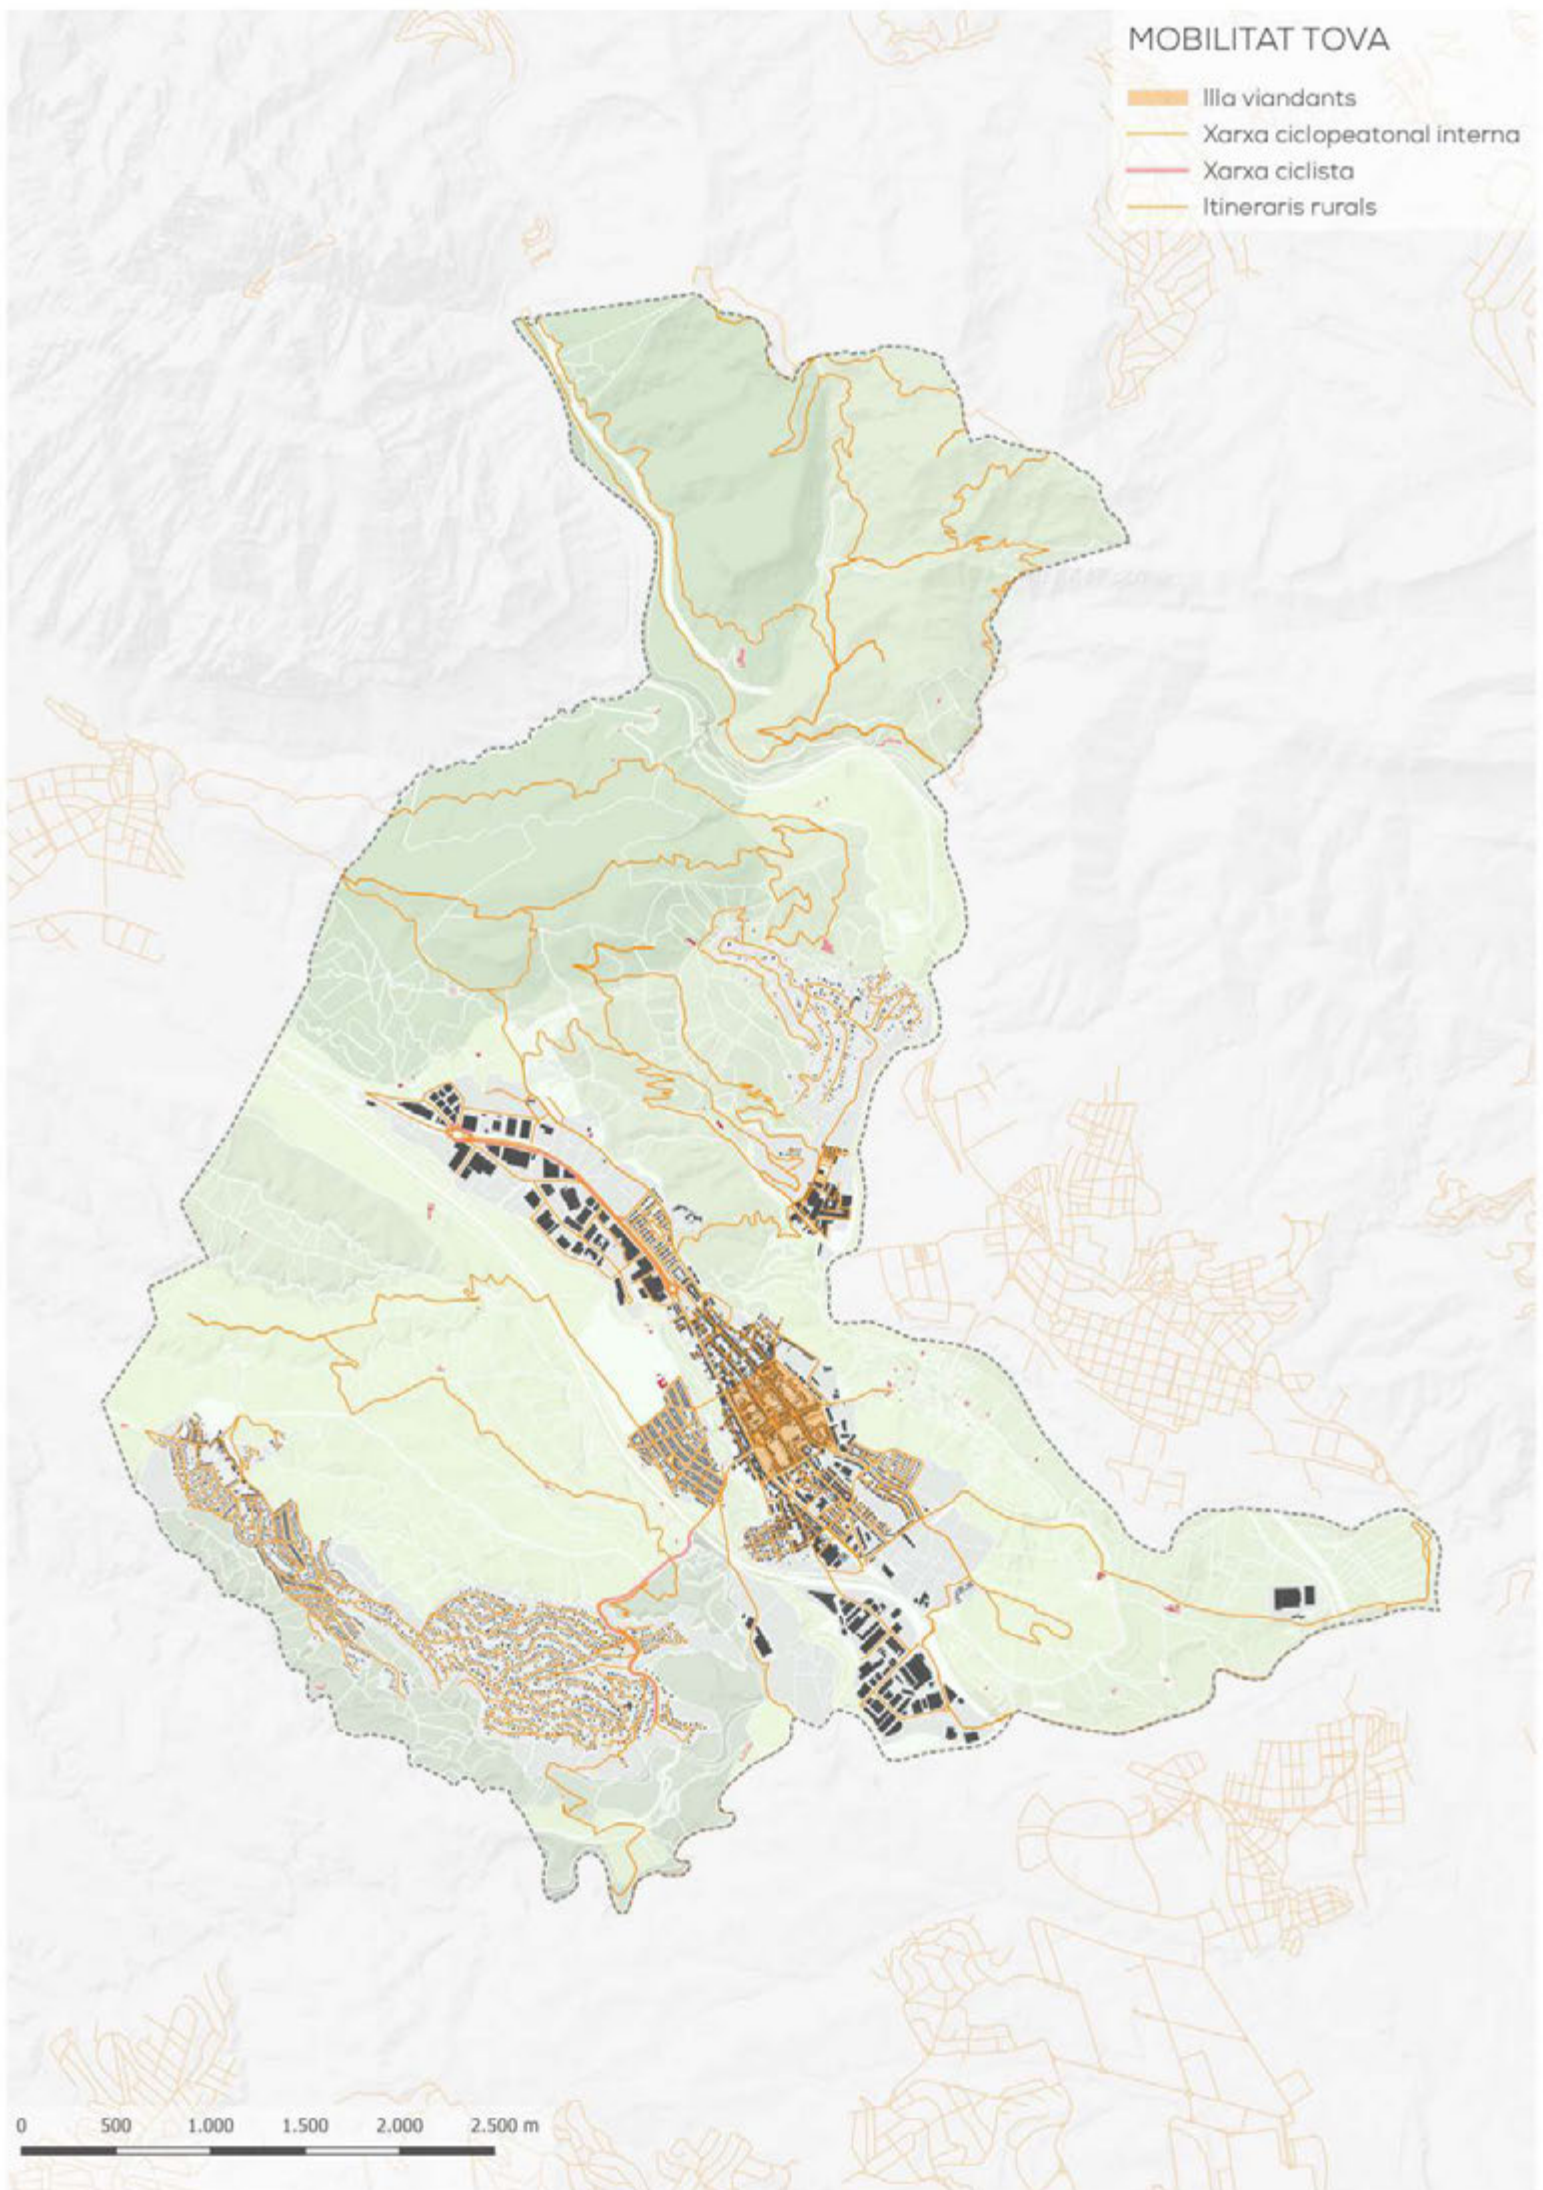 MOBILITAT TOVA
Illa viandants
Xarxa ciclopeatonal interna
Xarxa ciclista
Itineraris rurals
0 500 1.000 1.500 2.000 2.500 m